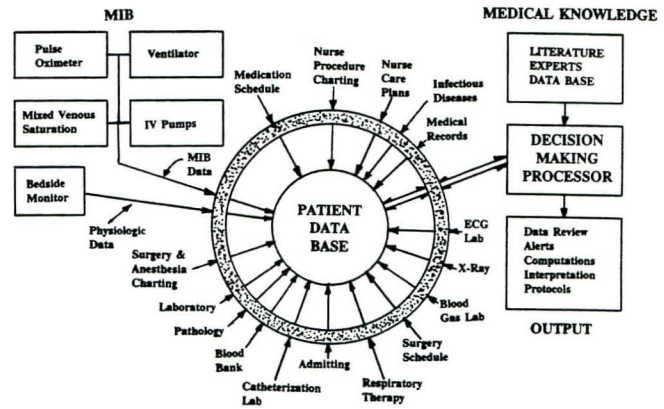 MIB
Pulse
Oximeter
Ventilator
Mixed Venous
Saturation
IV Pumps
Bedside
Monitor
MIB
Data
Physiologic
Data
Medication
Schedule
Nurse
Procedure
Charting
Nurse
Care
Plans
Infectious
Diseases
Medical
Records
PATIENT
DATA
BASE
ECG
Lab
X-Ray
Blood
Gas Lab
Surgery
Schedule
Respiratory
Therapy
Admitting
Catheterization
Lab
Blood
Bank
Pathology
Laboratory
Surgery &
Anesthesia
Charting
MEDICAL KNOWLEDGE
LITERATURE
EXPERTS
DATA BASE
DECISION
MAKING
PROCESSOR
Data Review
Alerts
Computations
Interpretation
Protocols
OUTPUT